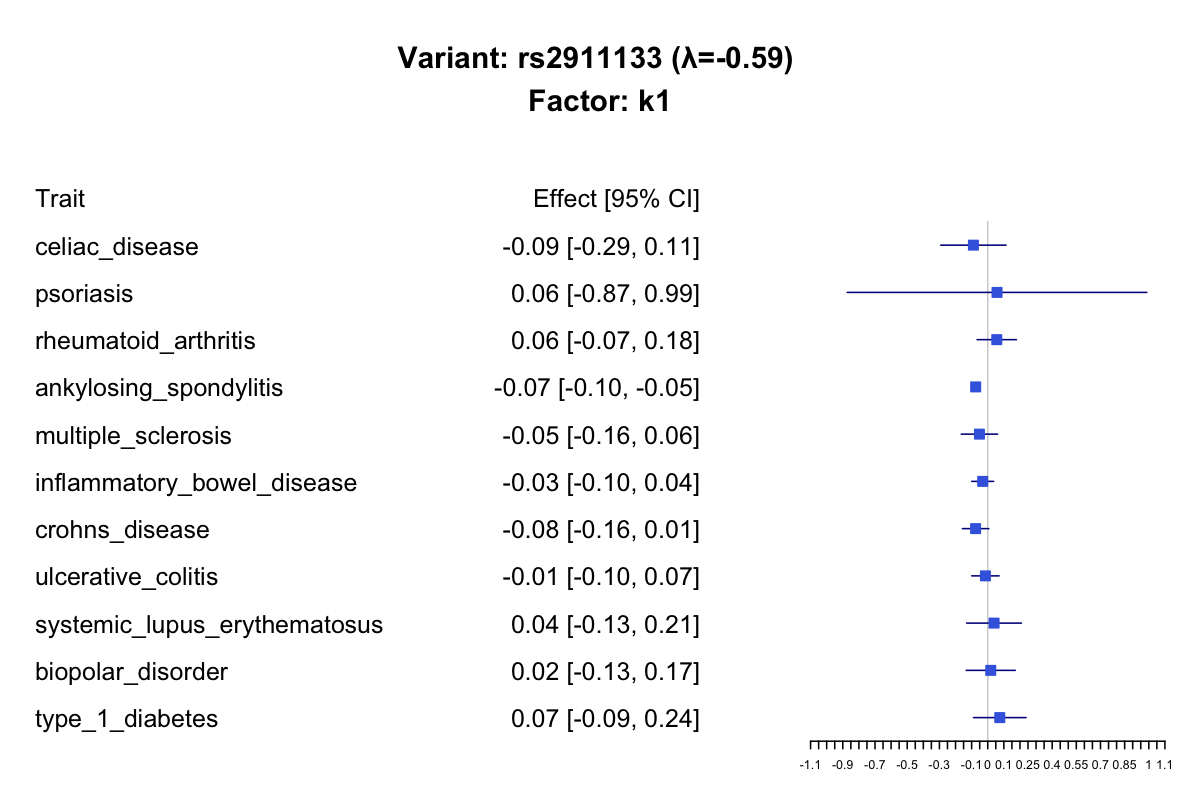 Variant: rs2911133 (λ=-0.59)
Factor: k1
Trait Effect [95% CI]
celiac_disease -0.09 [-0.29, 0.11]
psoriasis 0.06 [-0.87, 0.99]
rheumatoid_arthritis 0.06 [-0.07, 0.18]
ankylosing_spondylitis -0.07 [-0.10, -0.05]
multiple_sclerosis -0.05 [-0.16, 0.06]
inflammatory_bowel_disease -0.03 [-0.10, 0.04]
crohns_disease -0.08 [-0.16, 0.01]
ulcerative_colitis -0.01 [-0.10, 0.07]
systemic_lupus_erythematosus 0.04 [-0.13, 0.21]
biopolar_disorder 0.02 [-0.13, 0.17]
type_1_diabetes 0.07 [-0.09, 0.24]
-1.1 -0.9 -0.7 -0.5 -0.3 -0.1 0 0.1 0.25 0.4 0.55 0.7 0.85 1 1.1